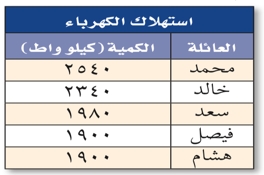 استهلاك الكهرباء
العائلة الكمية (كيلو واط)
محمد ٢٥٤٠
خالد ٢٣٤٠
سعد ١٩٨٠
فيصل ١٩٠٠
هشام ١٩٠٠